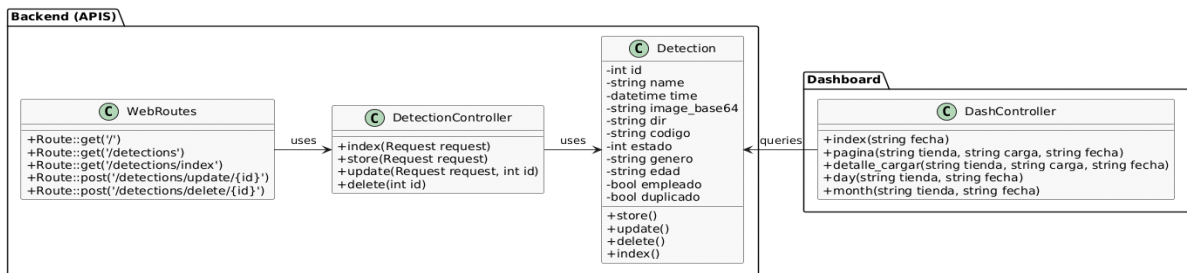 Backend (APIS)
C WebRoutes
+Route::get('/')
+Route::get('/detections')
+Route::get('/detections/index')
+Route::post('/detections/update/{id}')
+Route::post('/detections/delete/{id}')
uses
C DetectionController
+index(Request request)
+store(Request request)
+update(Request request, int id)
+delete(int id)
uses
C Detection
-int id
-string name
-datetime time
-string image_base64
-string dir
-string codigo
-int estado
-string genero
-string edad
-bool empleado
-bool duplicado
+store()
+update()
+delete()
+index()
queries
Dashboard
C DashController
+index(string fecha)
+pagina(string tienda, string carga, string fecha)
+detalle_cargar(string tienda, string carga, string fecha)
+day(string tienda, string fecha)
+month(string tienda, string fecha)